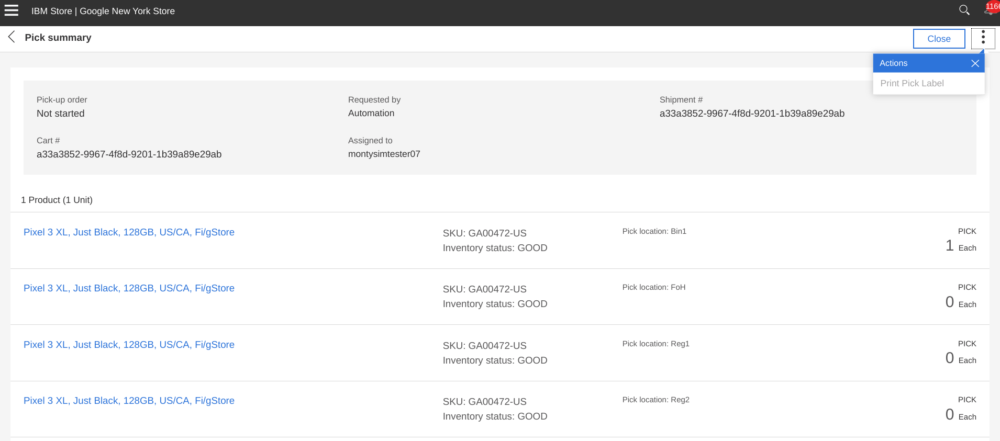 IBM Store | Google New York Store
1166
Pick summary
Close
Actions
Print Pick Label
Pick-up order
Not started
Requested by
Automation
Shipment #
a33a3852-9967-4f8d-9201-1b39a89e29ab
Cart #
a33a3852-9967-4f8d-9201-1b39a89e29ab
Assigned to
montysimtester07
1 Product (1 Unit)
Pixel 3 XL, Just Black, 128GB, US/CA, Fi/gStore
SKU: GA00472-US
Inventory status: GOOD
Pick location: Bin1
PICK
1 Each
Pixel 3 XL, Just Black, 128GB, US/CA, Fi/gStore
SKU: GA00472-US
Inventory status: GOOD
Pick location: FoH
PICK
0 Each
Pixel 3 XL, Just Black, 128GB, US/CA, Fi/gStore
SKU: GA00472-US
Inventory status: GOOD
Pick location: Reg1
PICK
0 Each
Pixel 3 XL, Just Black, 128GB, US/CA, Fi/gStore
SKU: GA00472-US
Inventory status: GOOD
Pick location: Reg2
PICK
0 Each